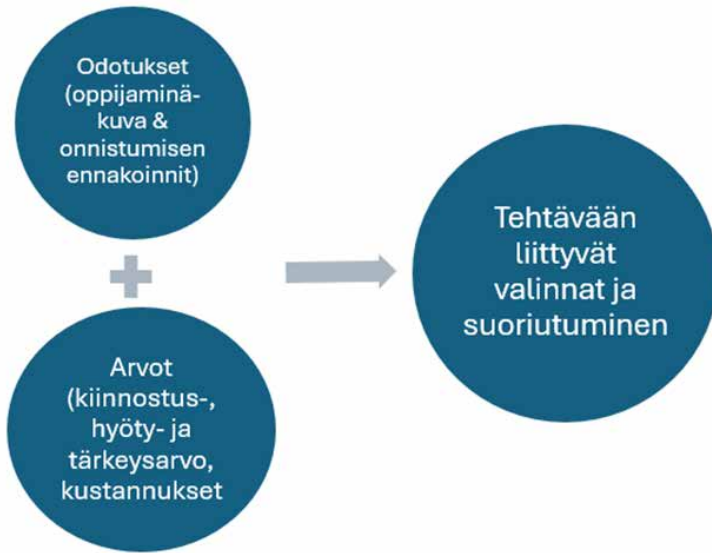 Odotukset
(oppijaminä-
kuva &
onnistumisen
ennakoinnit)
Arvot
(kiinnostus-,
hyöty- ja
tärkeysarvo,
kustannukset
Tehtävään
liittyvät
valinnat ja
suoriutuminen